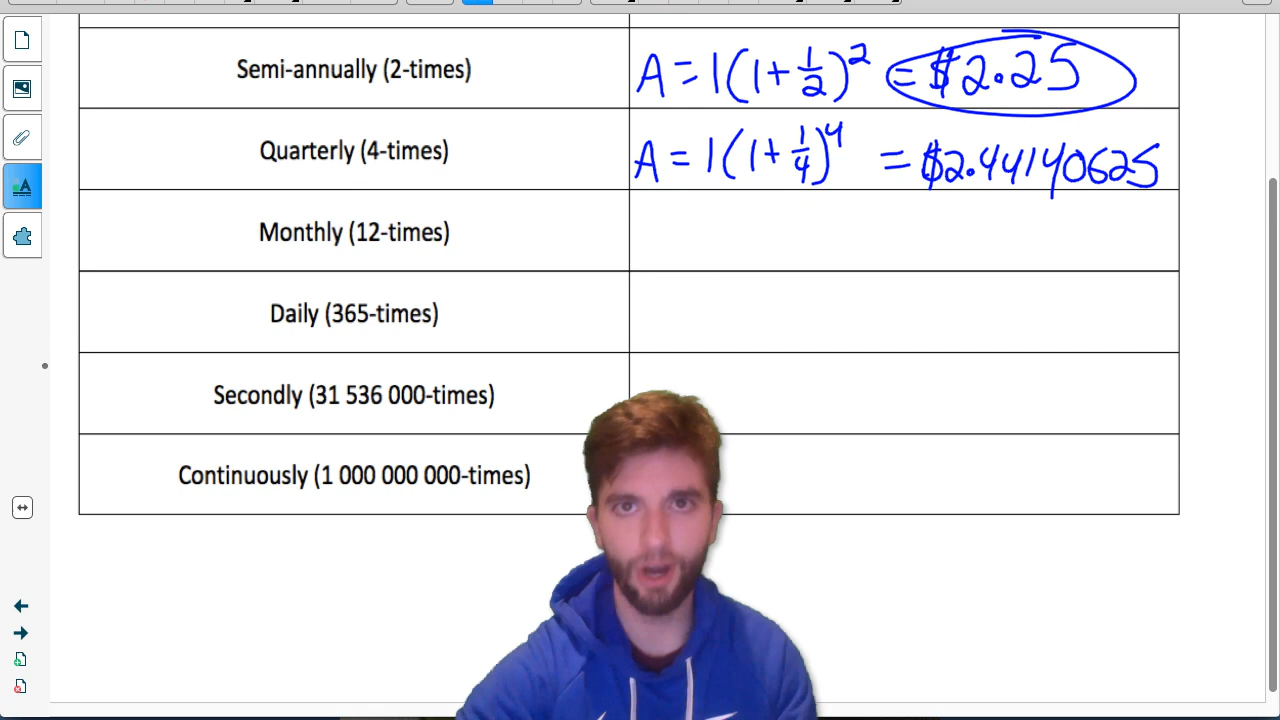 Semi-annually (2-times)
A = 1(1+1/2)^2 = $2.25
Quarterly (4-times)
A = 1(1+1/4)^4 = $2.44140625
Monthly (12-times)
Daily (365-times)
Secondly (31 536 000-times)
Continuously (1 000 000 000-times)